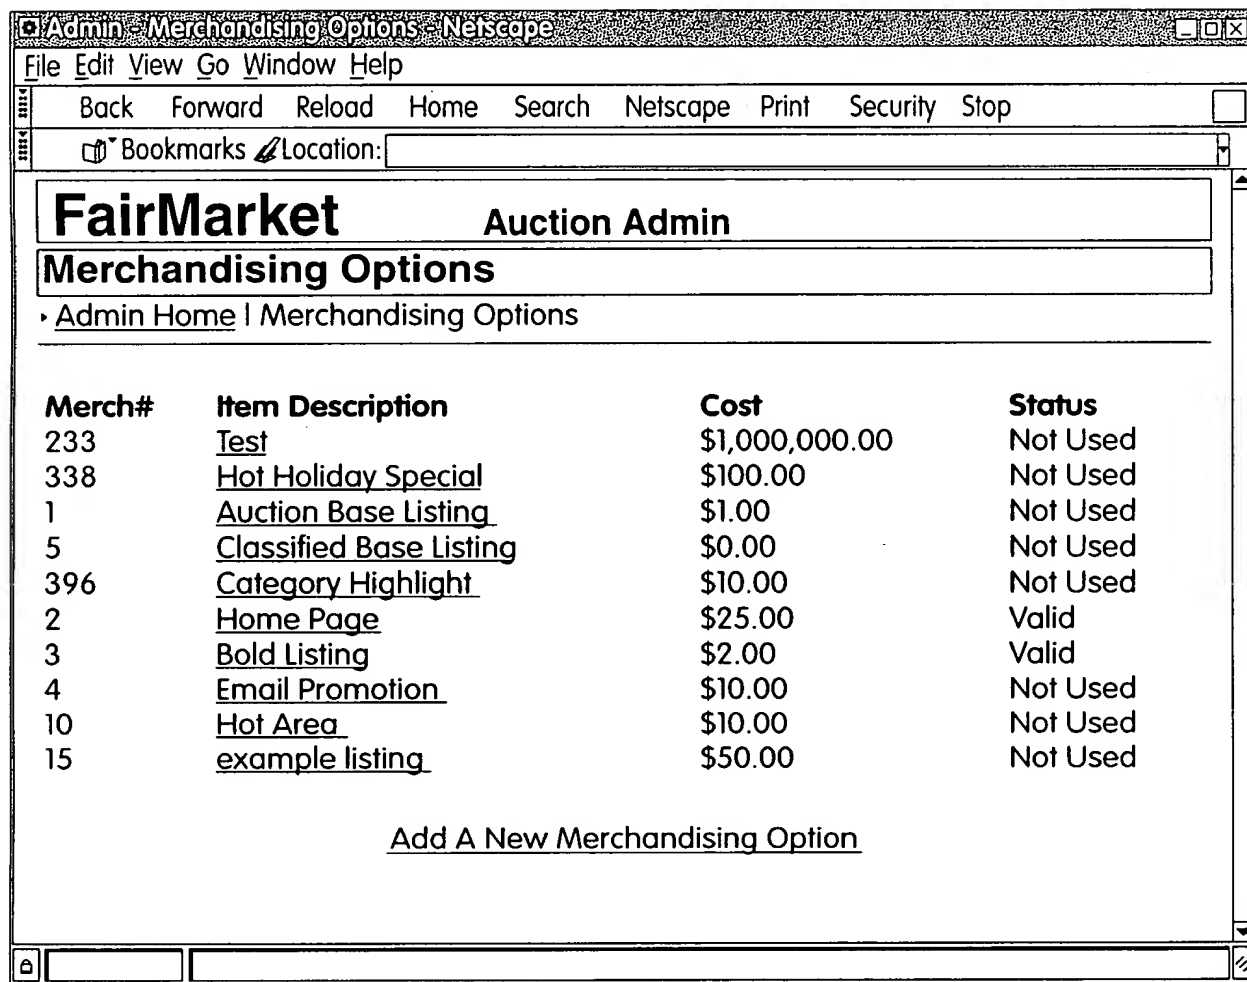 Admin - Merchandising Options - Netscape
File Edit View Go Window Help
Back Forward Reload Home Search Netscape Print Security Stop
Bookmarks Location:
FairMarket Auction Admin
Merchandising Options
Admin Home | Merchandising Options
Merch# Item Description Cost Status
233 Test $1,000,000.00 Not Used
338 Hot Holiday Special $100.00 Not Used
1 Auction Base Listing $1.00 Not Used
5 Classified Base Listing $0.00 Not Used
396 Category Highlight $10.00 Not Used
2 Home Page $25.00 Valid
3 Bold Listing $2.00 Valid
4 Email Promotion $10.00 Not Used
10 Hot Area $10.00 Not Used
15 example listing $50.00 Not Used
Add A New Merchandising Option